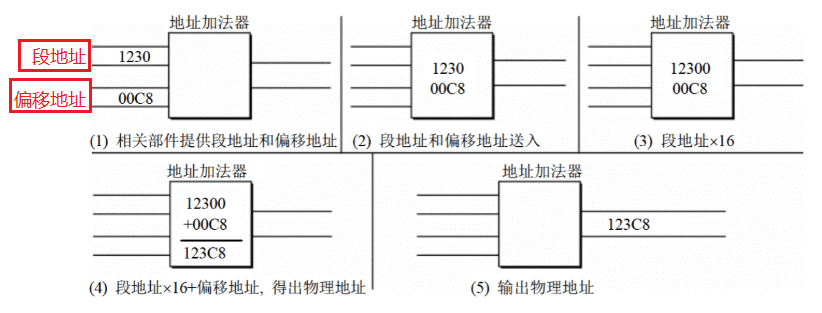 地址加法器
段地址
1230
偏移地址
00C8
(1) 相关部件提供段地址和偏移地址
地址加法器
1230
00C8
(2) 段地址和偏移地址送入
地址加法器
12300
00C8
(3) 段地址×16
地址加法器
12300
+00C8
123C8
(4) 段地址×16+偏移地址, 得出物理地址
地址加法器
123C8
(5) 输出物理地址